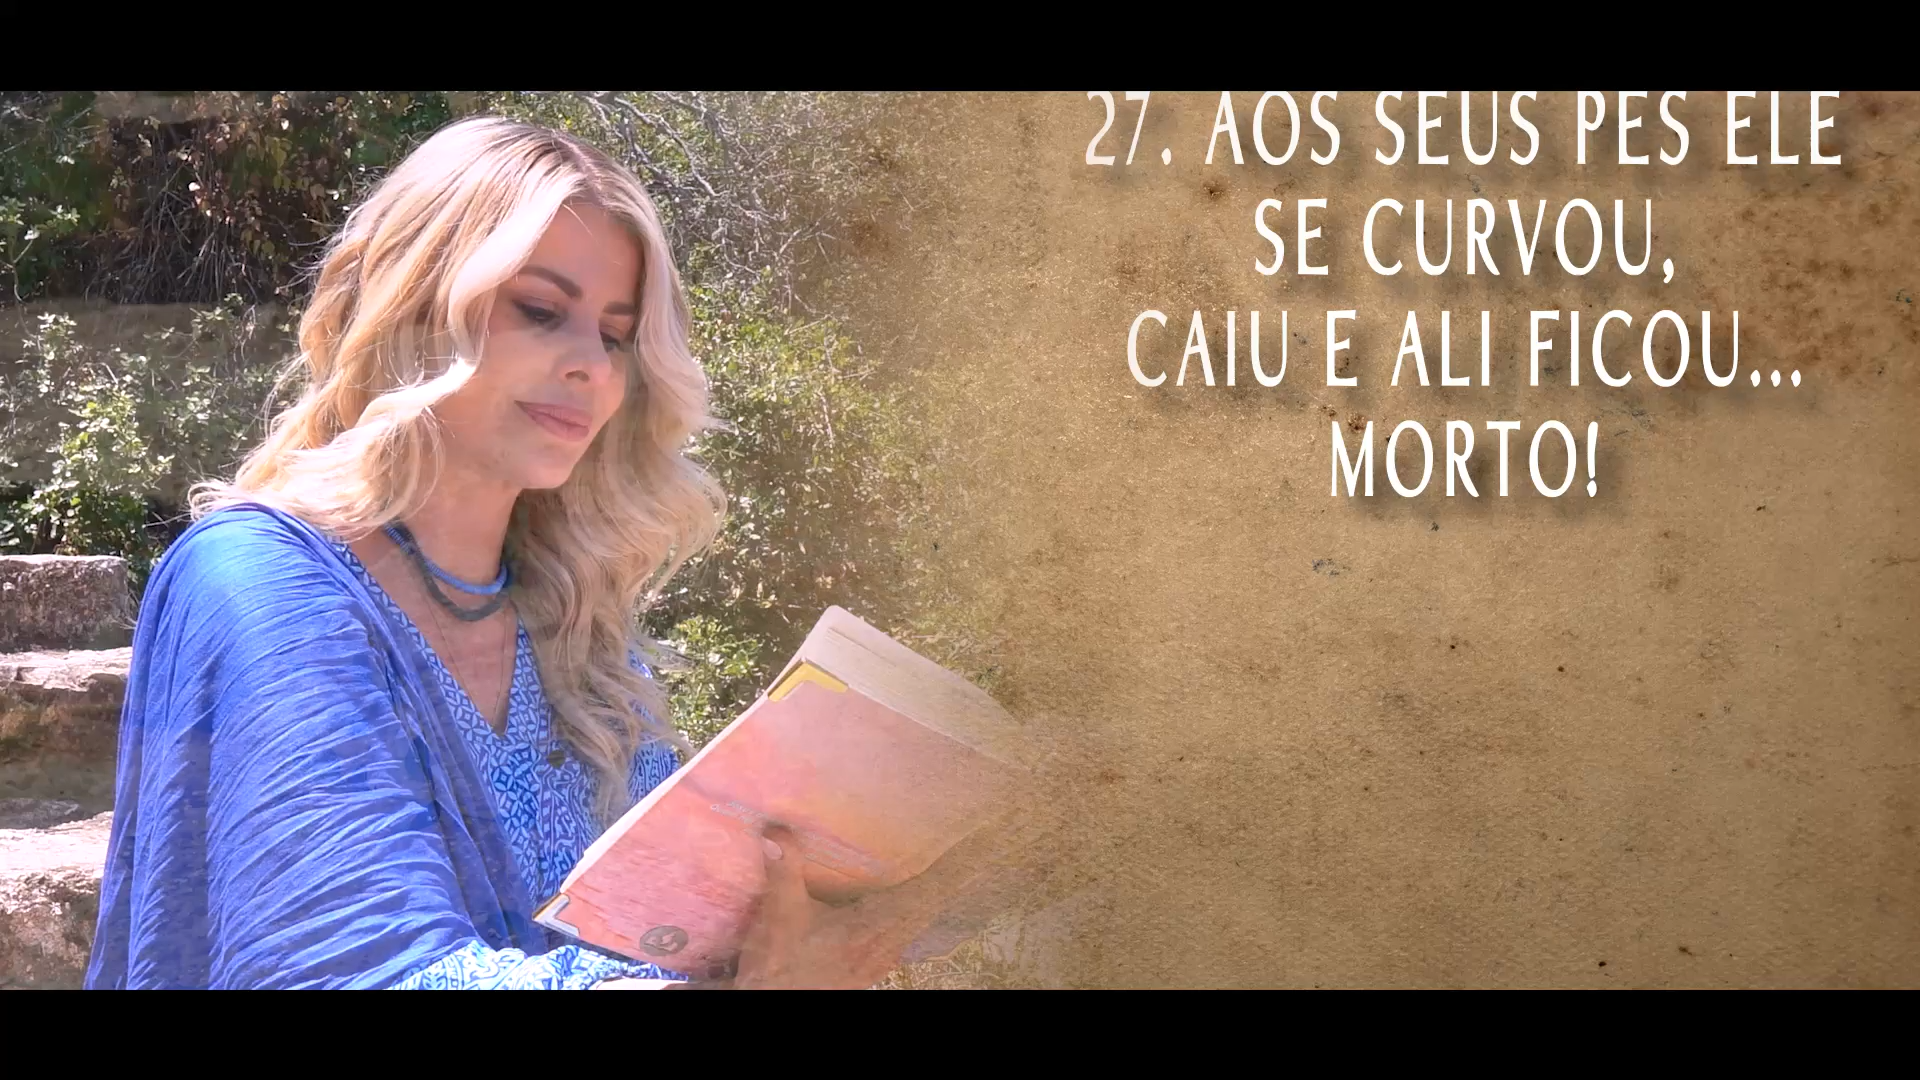 27. AOS SEUS PES ELE
SE CURVOU,
CAIU E ALI FICOU...
MORTO!